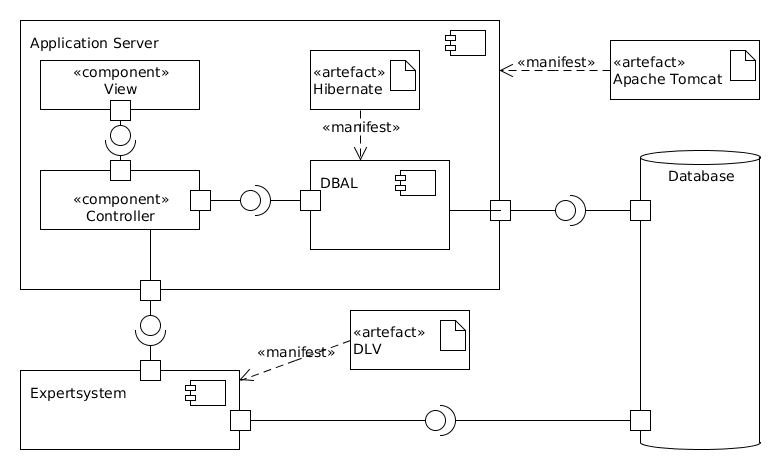 Application Server
«component»
View
«artefact»
Hibernate
«manifest»
«manifest»
«artefact»
Apache Tomcat
«component»
Controller
DBAL
Database
«manifest»
«artefact»
DLV
Expertsystem